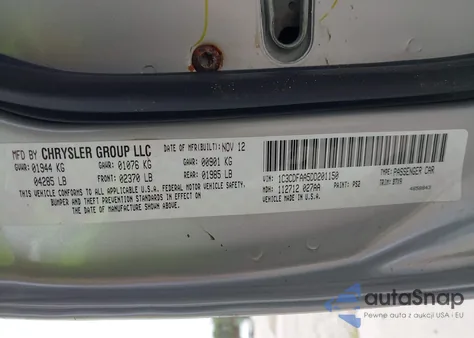 MFD BY CHRYSLER GROUP LLC DATE OF MFR(BUILT): NOV 12
GVWR: 01944 KG GAWR: 01076 KG GAWR: 00901 KG
04285 LB FRONT: 02370 LB REAR: 01985 LB
THIS VEHICLE CONFORMS TO ALL APPLICABLE U.S.A. FEDERAL MOTOR VEHICLE SAFETY,
BUMPER AND THEFT PREVENTION STANDARDS IN EFFECT ON THE DATE OF MANUFACTURE SHOWN ABOVE
VIN: 1C3CDFAA5DD201150 TYPE: PASSENGER CAR
MDH: 112712 027AA PAINT: PS2 TRIM:
VEHICLE MADE IN U.S.A.
autoSnap
Pewne auto z aukcji USA i EU